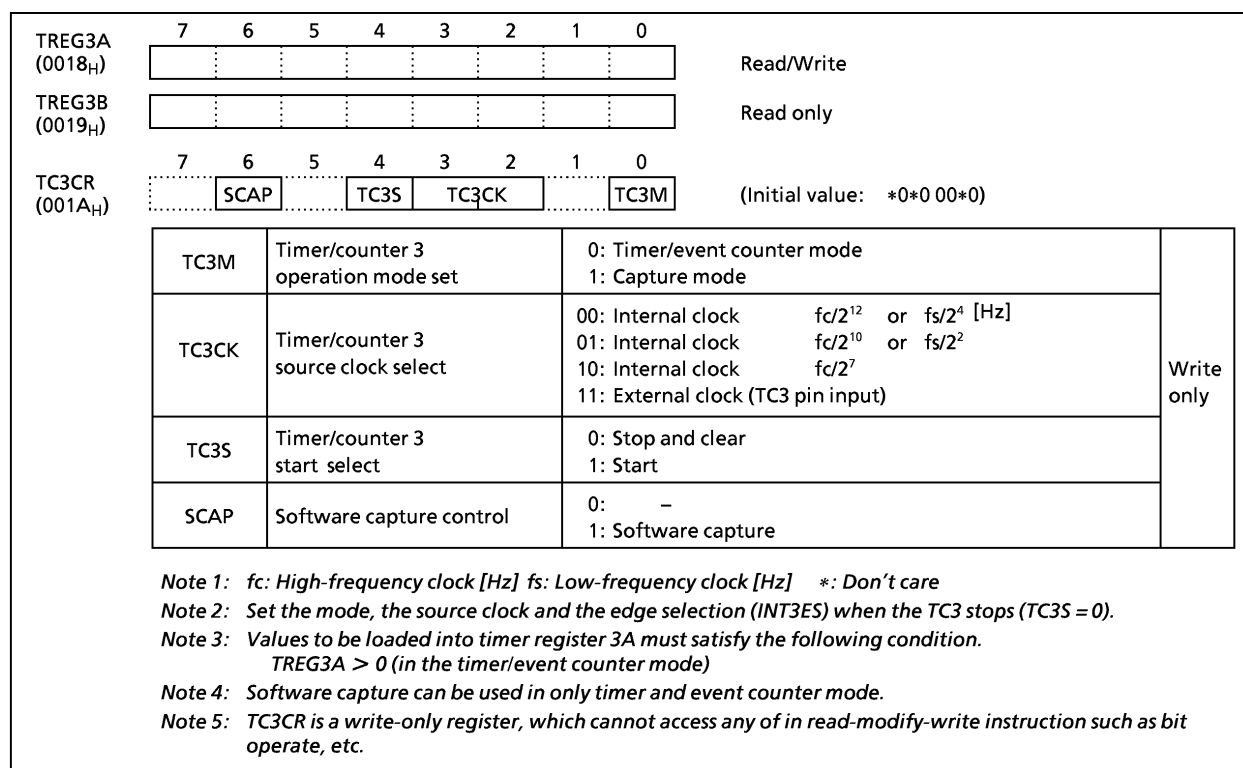 7 6 5 4 3 2 1 0
TREG3A
(0018H) Read/Write
TREG3B
(0019H) Read only
7 6 5 4 3 2 1 0
TC3CR
(001AH) SCAP TC3S TC3CK TC3M (Initial value: *0*0 00*0)
TC3M Timer/counter 3
operation mode set
0: Timer/event counter mode
1: Capture mode
TC3CK Timer/counter 3
source clock select
00: Internal clock fc/2¹² or fs/2⁴ [Hz]
01: Internal clock fc/2¹⁰ or fs/2²
10: Internal clock fc/2⁷
11: External clock (TC3 pin input)
TC3S Timer/counter 3
start select
0: Stop and clear
1: Start
SCAP Software capture control
0: –
1: Software capture
Write
only
Note 1: fc: High-frequency clock [Hz] fs: Low-frequency clock [Hz] *: Don't care
Note 2: Set the mode, the source clock and the edge selection (INT3ES) when the TC3 stops (TC3S = 0).
Note 3: Values to be loaded into timer register 3A must satisfy the following condition.
TREG3A > 0 (in the timer/event counter mode)
Note 4: Software capture can be used in only timer and event counter mode.
Note 5: TC3CR is a write-only register, which cannot access any of in read-modify-write instruction such as bit
operate, etc.